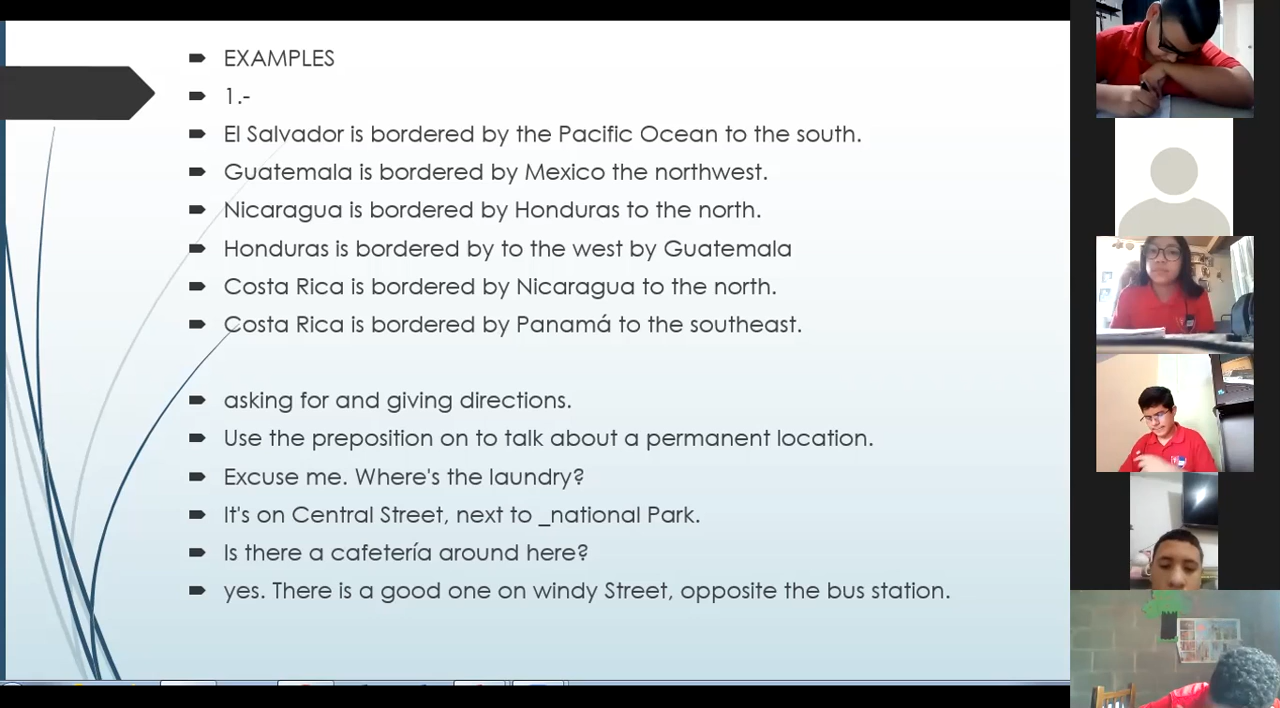 EXAMPLES
1.-
El Salvador is bordered by the Pacific Ocean to the south.
Guatemala is bordered by Mexico the northwest.
Nicaragua is bordered by Honduras to the north.
Honduras is bordered by to the west by Guatemala
Costa Rica is bordered by Nicaragua to the north.
Costa Rica is bordered by Panamá to the southeast.
asking for and giving directions.
Use the preposition on to talk about a permanent location.
Excuse me. Where's the laundry?
It's on Central Street, next to _national Park.
Is there a cafetería around here?
yes. There is a good one on windy Street, opposite the bus station.